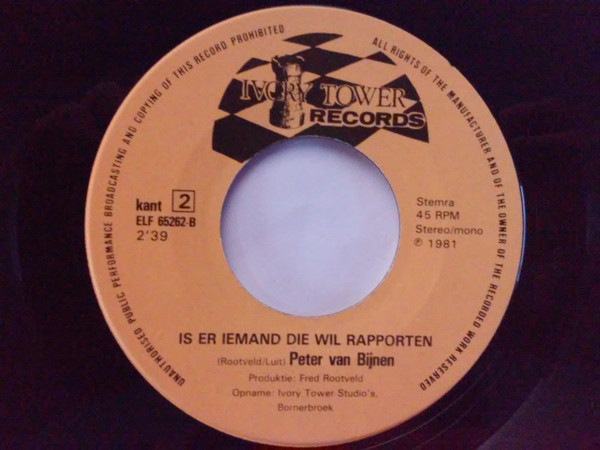 UNAUTHORISED PUBLIC PERFORMANCE BROADCASTING AND COPYING OF THIS RECORD PROHIBITED
ALL RIGHTS OF THE MANUFACTURER AND OF THE OWNER OF THE RECORDED WORK RESERVED
IVORY TOWER
RECORDS
kant 2
ELF 65262-B
2'39
Stemra
45 RPM
Stereo/mono
℗ 1981
IS ER IEMAND DIE WIL RAPPORTEN
(Rootveld/Luit) Peter van Bijnen
Produktie: Fred Rootveld
Opname: Ivory Tower Studio's,
Bornerbroek